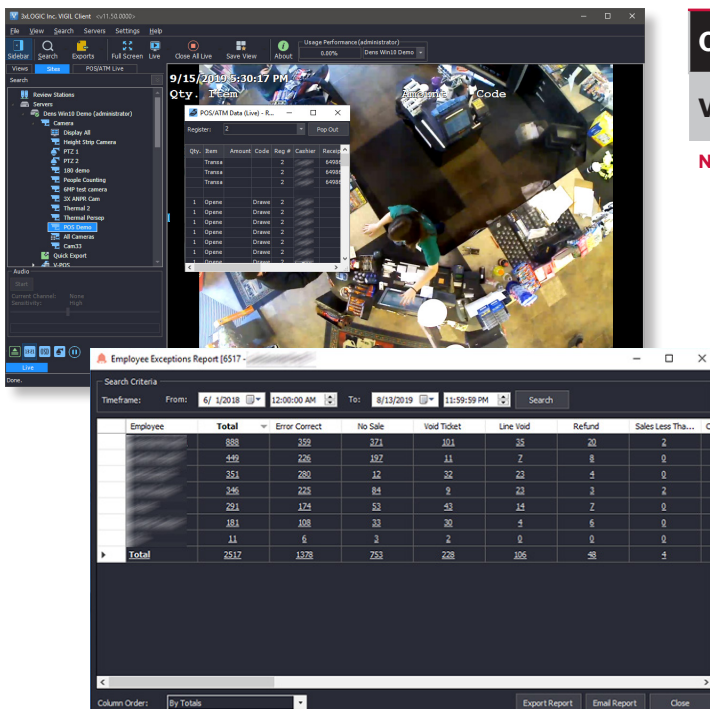 3xLOGIC Inc. VIGIL Client <v11.50.0000>
File View Search Servers Settings Help
Sidebar Search Exports Full Screen Live Close All Live Save View About
Usage Performance (administrator)
0.00% Dens Win10 Demo
Views Sites POS/ATM Live
Search
Review Stations
Servers
Dens Win10 Demo (administrator)
Camera
Display All
Height Strip Camera
PTZ 1
PTZ 2
180 demo
People Counting
6MP test camera
3X ANPR Cam
Thermal 2
Thermal Persep
POS Demo
All Cameras
Cam33
Quick Export
V-POS
Audio
Start
Current Channel: None
Sensitivity: High
Live
Done.
9/15/2019 5:30:17 PM
Qty. Item Amount Code
POS/ATM Data (Live) - R...
Register: 2 Pop Out
Qty. Item Amount Code Reg # Cashier Receip
Transa 2 64988
Transa 2 64988
Transa 2 64988
1 Opene Drawe 2
1 Opene Drawe 2
1 Opene Drawe 2
1 Opene Drawe 2
1 Opene Drawe 2
1 Opene Drawe 2
1 Opene Drawe 2
N
Employee Exceptions Report [6517 -
Search Criteria
Timeframe: From: 6/ 1/2018 12:00:00 AM To: 8/13/2019 11:59:59 PM Search
Employee Total Error Correct No Sale Void Ticket Line Void Refund Sales Less Tha...
888 359 371 101 35 20 2
449 226 197 11 7 8 0
351 280 12 32 23 4 0
346 225 84 9 23 3 2
291 174 53 43 14 7 0
181 108 33 30 4 6 0
11 6 3 2 0 0 0
Total 2517 1378 753 228 106 48 4
Column Order: By Totals Export Report Email Report Close